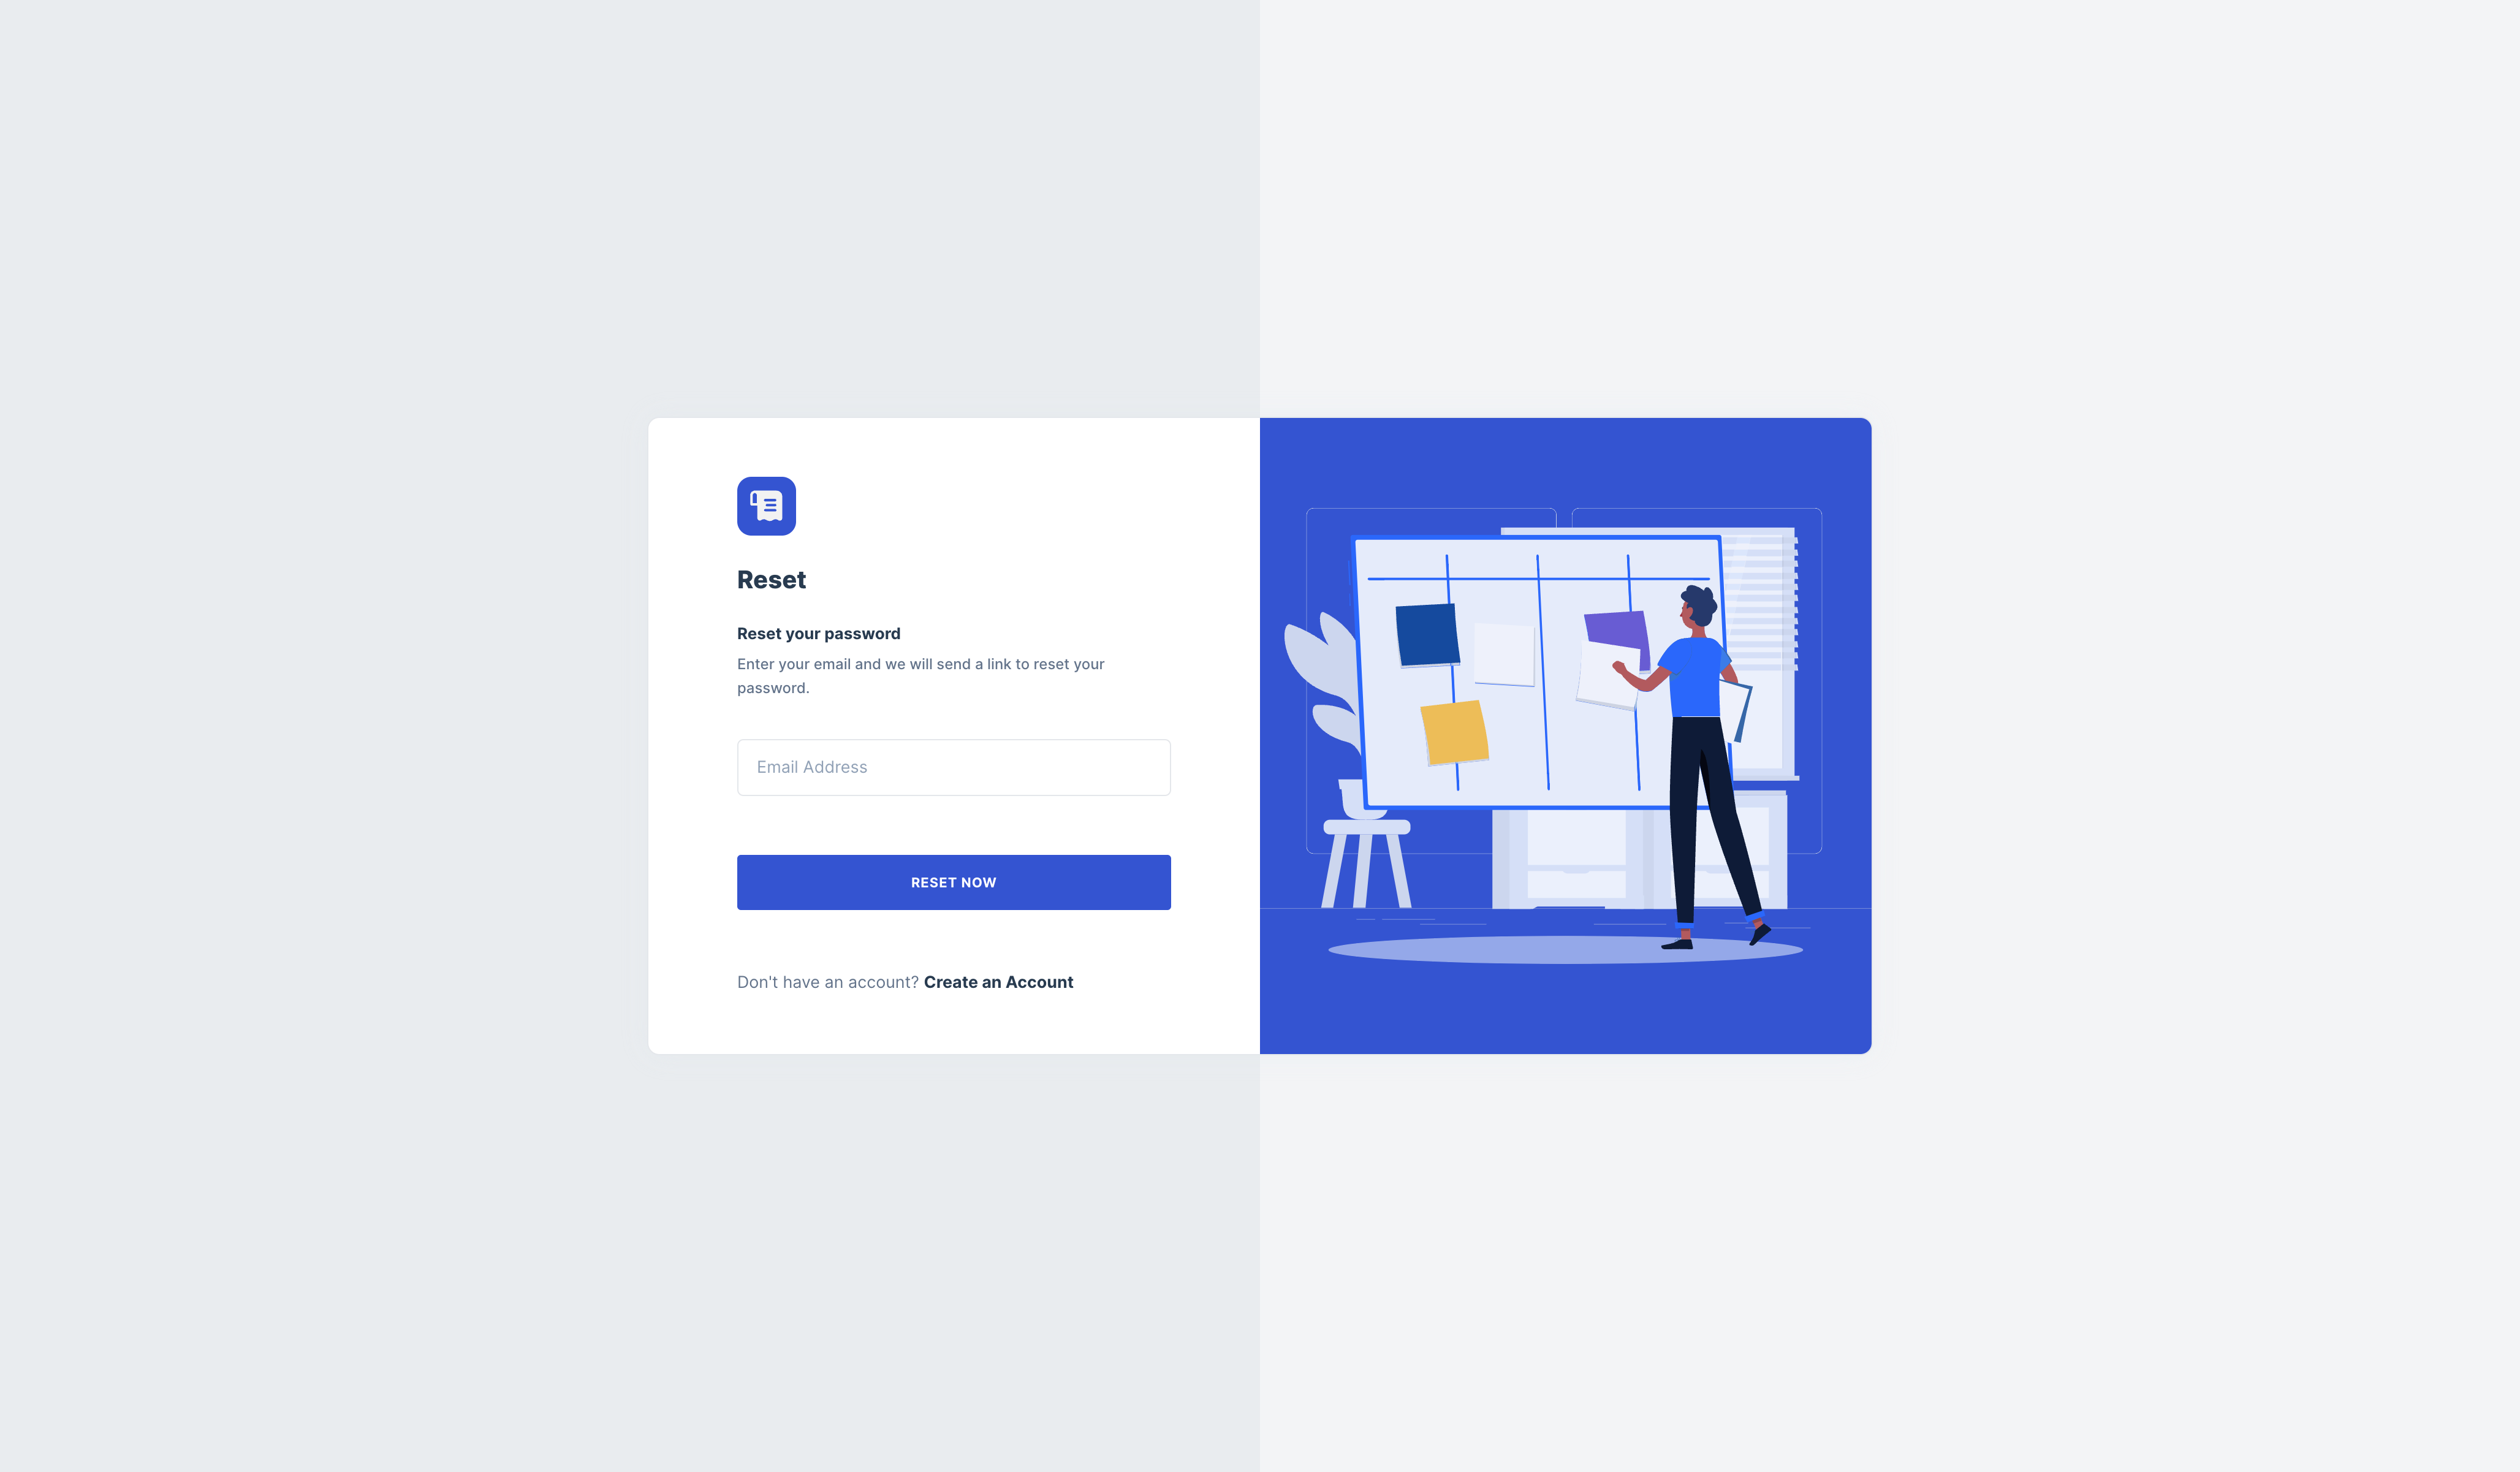 Reset
Reset your password
Enter your email and we will send a link to reset your
password.
Email Address
RESET NOW
Don't have an account? Create an Account